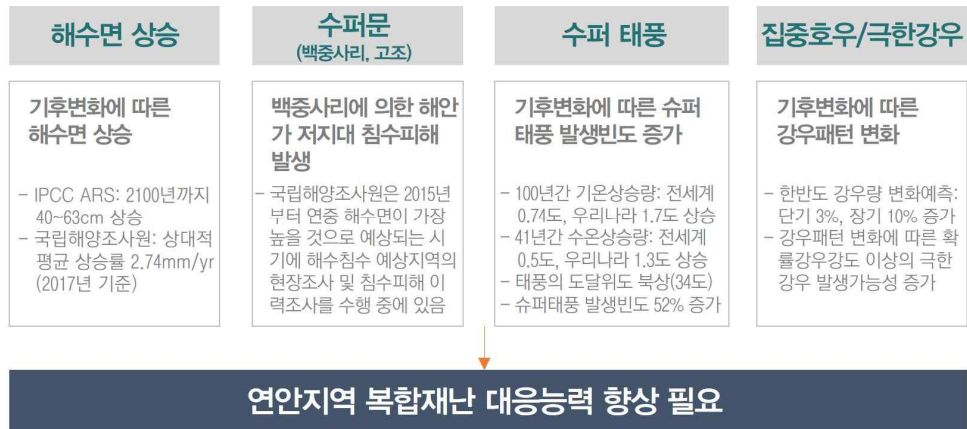 해수면 상승
기후변화에 따른
해수면 상승
– IPCC ARS: 2100년까지
40~63cm 상승
– 국립해양조사원: 상대적
평균 상승률 2.74mm/yr
(2017년 기준)
수퍼문
(백중사리, 고조)
백중사리에 의한 해안
가 저지대 침수피해
발생
– 국립해양조사원은 2015년
부터 연중 해수면이 가장
높을 것으로 예상되는 시
기에 해수침수 예상지역의
현장조사 및 침수피해 이
력조사를 수행 중에 있음
수퍼 태풍
기후변화에 따른 슈퍼
태풍 발생빈도 증가
– 100년간 기온상승량: 전세계
0.74도, 우리나라 1.7도 상승
– 41년간 수온상승량: 전세계
0.5도, 우리나라 1.3도 상승
– 태풍의 도달위도 북상(34도)
– 슈퍼태풍 발생빈도 52% 증가
집중호우/극한강우
기후변화에 따른
강우패턴 변화
– 한반도 강우량 변화예측:
단기 3%, 장기 10% 증가
– 강우패턴 변화에 따른 확
률강우강도 이상의 극한
강우 발생가능성 증가
연안지역 복합재난 대응능력 향상 필요